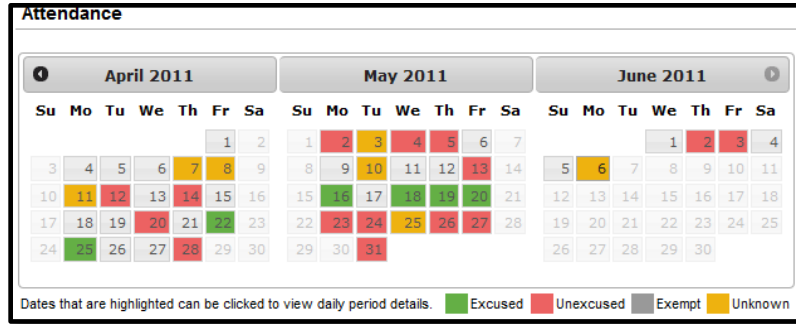 Attendance
April 2011 May 2011 June 2011
Su Mo Tu We Th Fr Sa Su Mo Tu We Th Fr Sa Su Mo Tu We Th Fr Sa
1 2 1 2 3 4 5 6 7 1 2 3 4
3 4 5 6 7 8 9 8 9 10 11 12 13 14 5 6 7 8 9 10 11
10 11 12 13 14 15 16 15 16 17 18 19 20 21 12 13 14 15 16 17 18
17 18 19 20 21 22 23 22 23 24 25 26 27 28 19 20 21 22 23 24 25
24 25 26 27 28 29 30 29 30 31 26 27 28 29 30
Dates that are highlighted can be clicked to view daily period details. Excused Unexcused Exempt Unknown